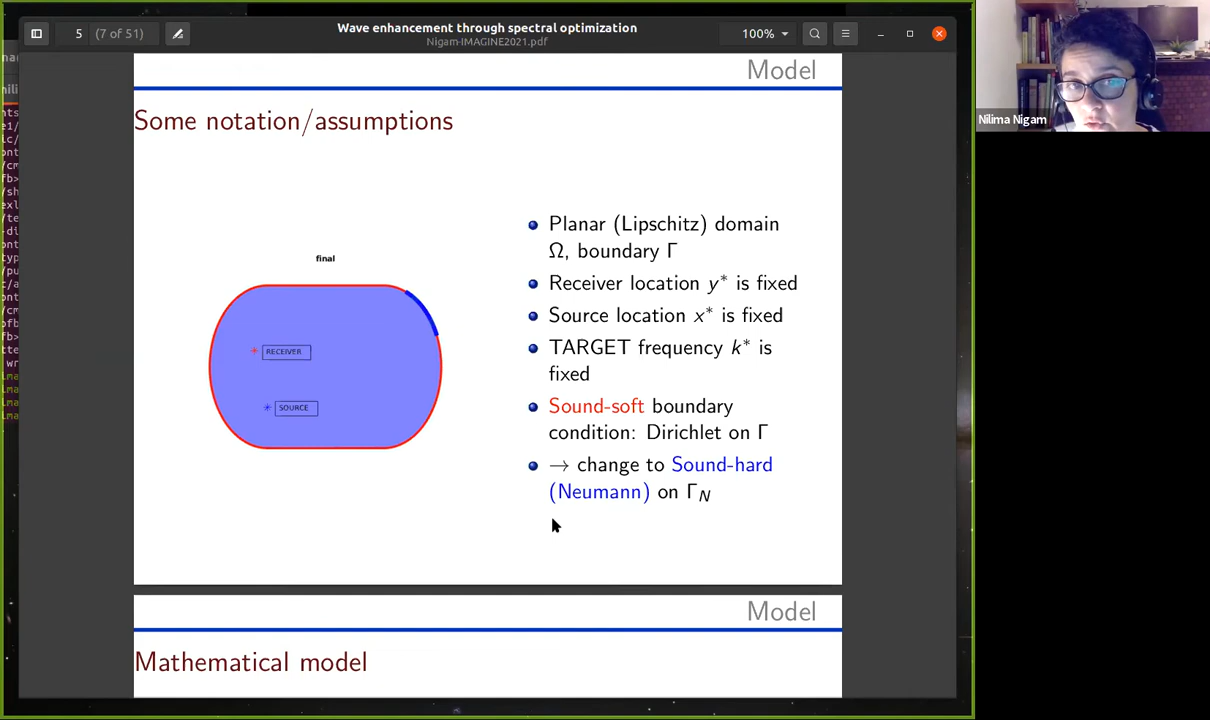 Wave enhancement through spectral optimization
Nigam-IMAGINE2021.pdf
5 (7 of 51)
100%
Model
Some notation/assumptions
final
RECEIVER
SOURCE
Planar (Lipschitz) domain
Ω, boundary Γ
Receiver location y* is fixed
Source location x* is fixed
TARGET frequency k* is
fixed
Sound-soft boundary
condition: Dirichlet on Γ
→ change to Sound-hard
(Neumann) on Γ_N
Nilima Nigam
Model
Mathematical model